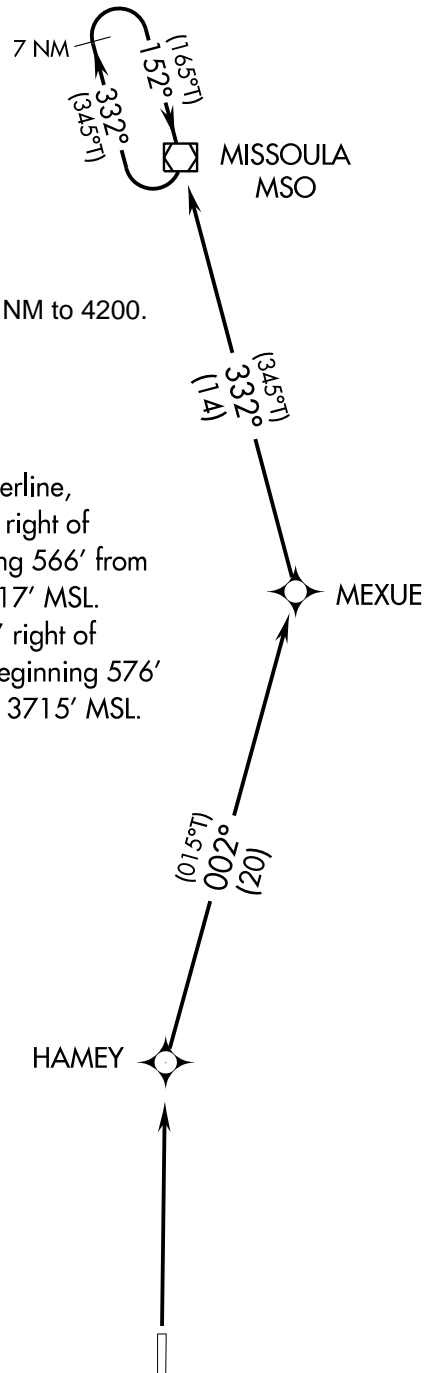 7 NM
(165°T)
152°
332°
(345°T)
MISSOULA
MSO
NM to 4200.
(345°T)
332°
(14)
erline,
right of
ng 566’ from
17’ MSL.
MEXUE
’ right of
eginning 576’
3715’ MSL.
(015°T)
002°
(20)
HAMEY